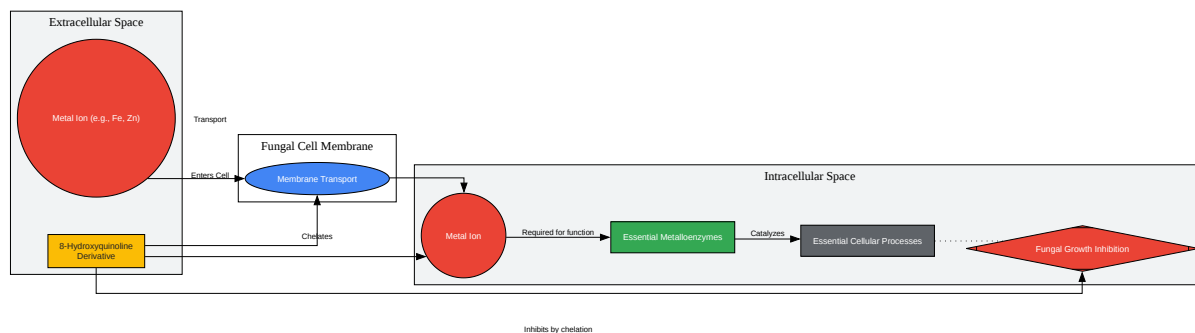 Extracellular Space
Metal Ion (e.g., Fe, Zn)
Transport
Fungal Cell Membrane
Enters Cell
Membrane Transport
Intracellular Space
8-Hydroxyquinoline
Derivative
Chelates
Metal Ion
Required for function
Essential Metalloenzymes
Catalyzes
Essential Cellular Processes
Fungal Growth Inhibition
Inhibits by chelation